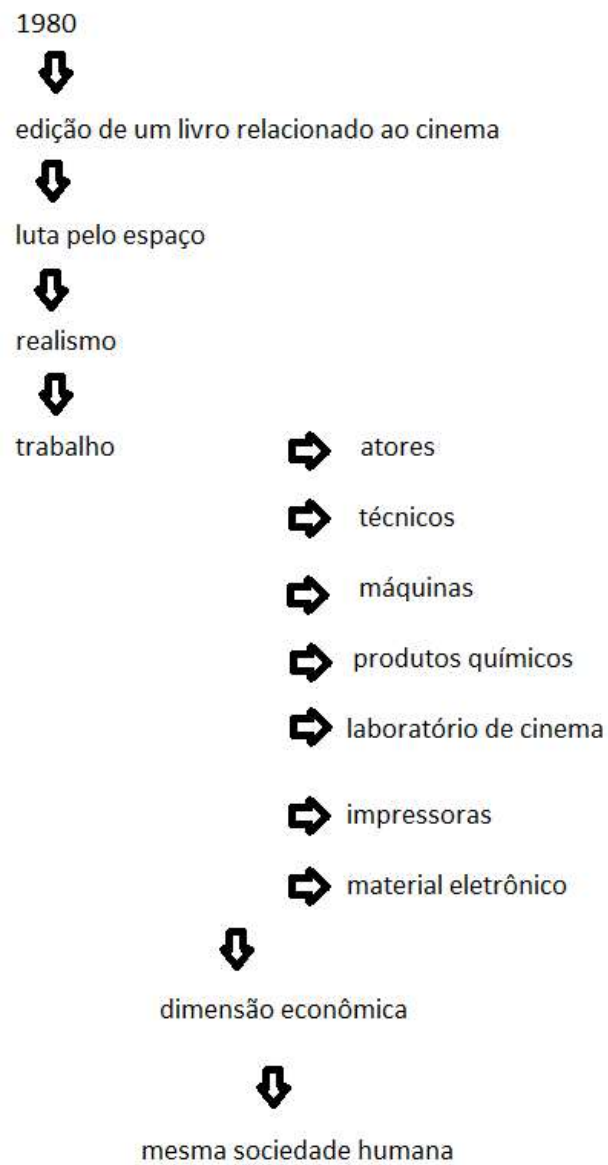 1980
edição de um livro relacionado ao cinema
luta pelo espaço
realismo
trabalho
atores
técnicos
máquinas
produtos químicos
laboratório de cinema
impressoras
material eletrônico
dimensão econômica
mesma sociedade humana